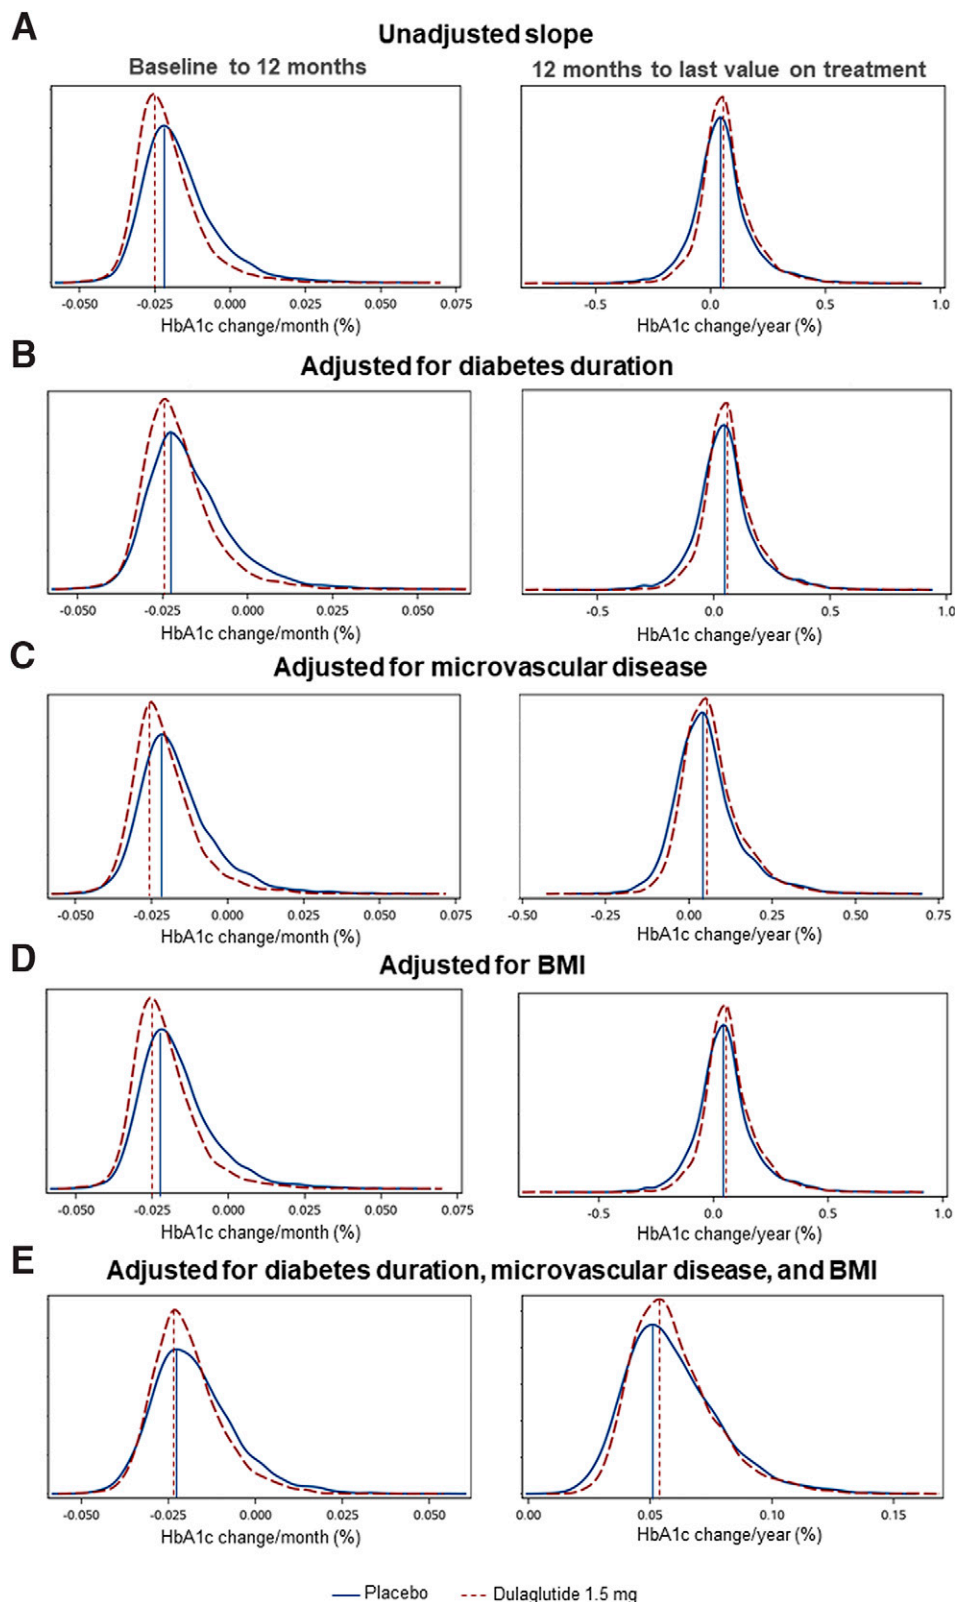 A
Unadjusted slope
Baseline to 12 months
12 months to last value on treatment
-0.050 -0.025 0.000 0.025 0.050 0.075
-0.5 0.0 0.5 1.0
HbA1c change/month (%)
HbA1c change/year (%)
B
Adjusted for diabetes duration
-0.050 -0.025 0.000 0.025 0.050
-0.5 0.0 0.5 1.0
HbA1c change/month (%)
HbA1c change/year (%)
C
Adjusted for microvascular disease
-0.050 -0.025 0.000 0.025 0.050 0.075
-0.50 -0.25 0.00 0.25 0.50 0.75
HbA1c change/month (%)
HbA1c change/year (%)
D
Adjusted for BMI
-0.050 -0.025 0.000 0.025 0.050 0.075
-0.5 0.0 0.5 1.0
HbA1c change/month (%)
HbA1c change/year (%)
E
Adjusted for diabetes duration, microvascular disease, and BMI
-0.050 -0.025 0.000 0.025 0.050
0.00 0.05 0.10 0.15
HbA1c change/month (%)
HbA1c change/year (%)
Placebo
Dulaglutide 1.5 mg